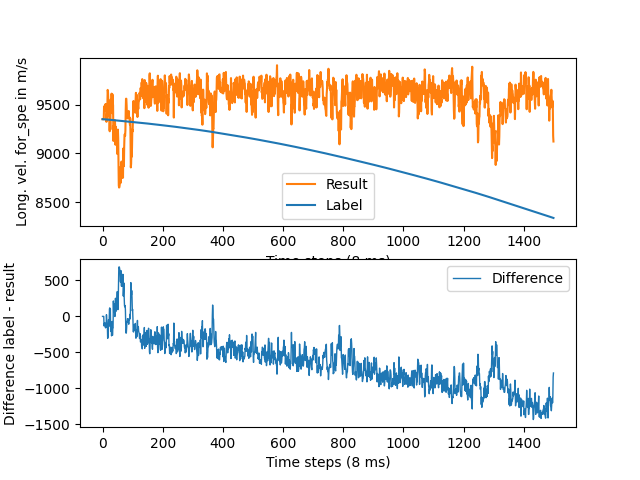 Long. vel. for_spe in m/s
9500
9000
8500
Result
Label
0 200 400 600 800 1000 1200 1400
Time steps (8 ms)
Difference label - result
500
0
−500
−1000
−1500
Difference
0 200 400 600 800 1000 1200 1400
Time steps (8 ms)